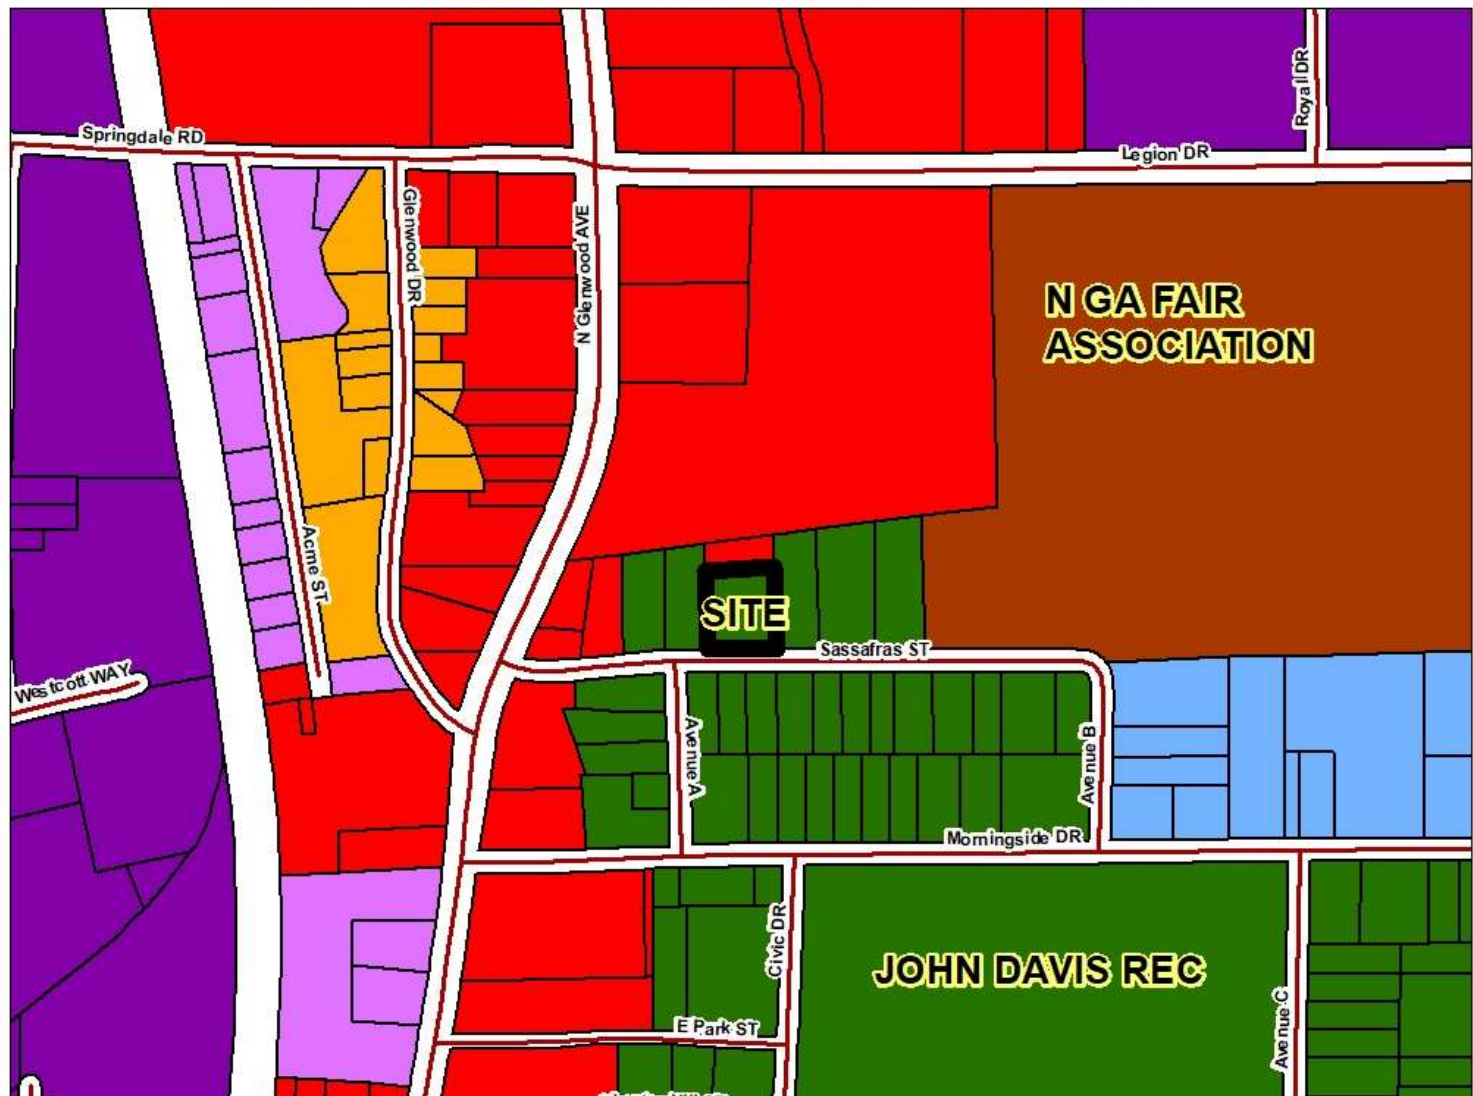 Springdale RD
Royal DR
Legion DR
Glenwood DR
N Glenwood AVE
N GA FAIR
ASSOCIATION
Acme ST
SITE
Sassafras ST
Westcott WAY
Avenue A
Avenue B
Morningside DR
Civic DR
JOHN DAVIS REC
E Park ST
Avenue C